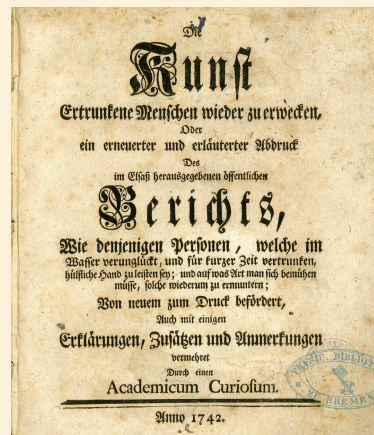 Die
Kunst
Ertrunkene Menschen wieder zu erwecken,
Oder
ein erneuerter und erläuterter Abdruck
Des
im Elsaß herausgegebenen öffentlichen
Berichts,
Wie denjenigen Personen, welche im
Wasser verunglückt, und für kurzer Zeit vertrunken,
hülfliche Hand zu leisten sey; und auf was Art man sich bemühen
müsse, solche wiederum zu ermuntern;
Von neuem zum Druck befördert,
Auch mit einigen
Erklärungen, Zusätzen und Anmerkungen
vermehret
Durch einen
Academicum Curiosum.
Anno 1742.
PHYSIC. BIBLIOT
ZU BREMEN